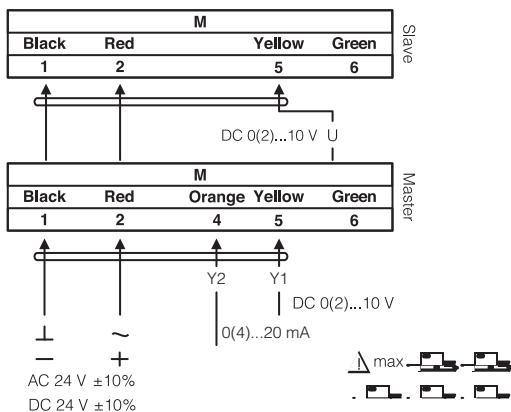 M
Black Red Yellow Green
1 2 5 6
Slave
DC 0(2)...10 V U
M
Black Red Orange Yellow Green
1 2 4 5 6
Master
Y2 Y1
DC 0(2)...10 V
0(4)...20 mA
⊥ ~
− +
AC 24 V ±10%
DC 24 V ±10%
max.